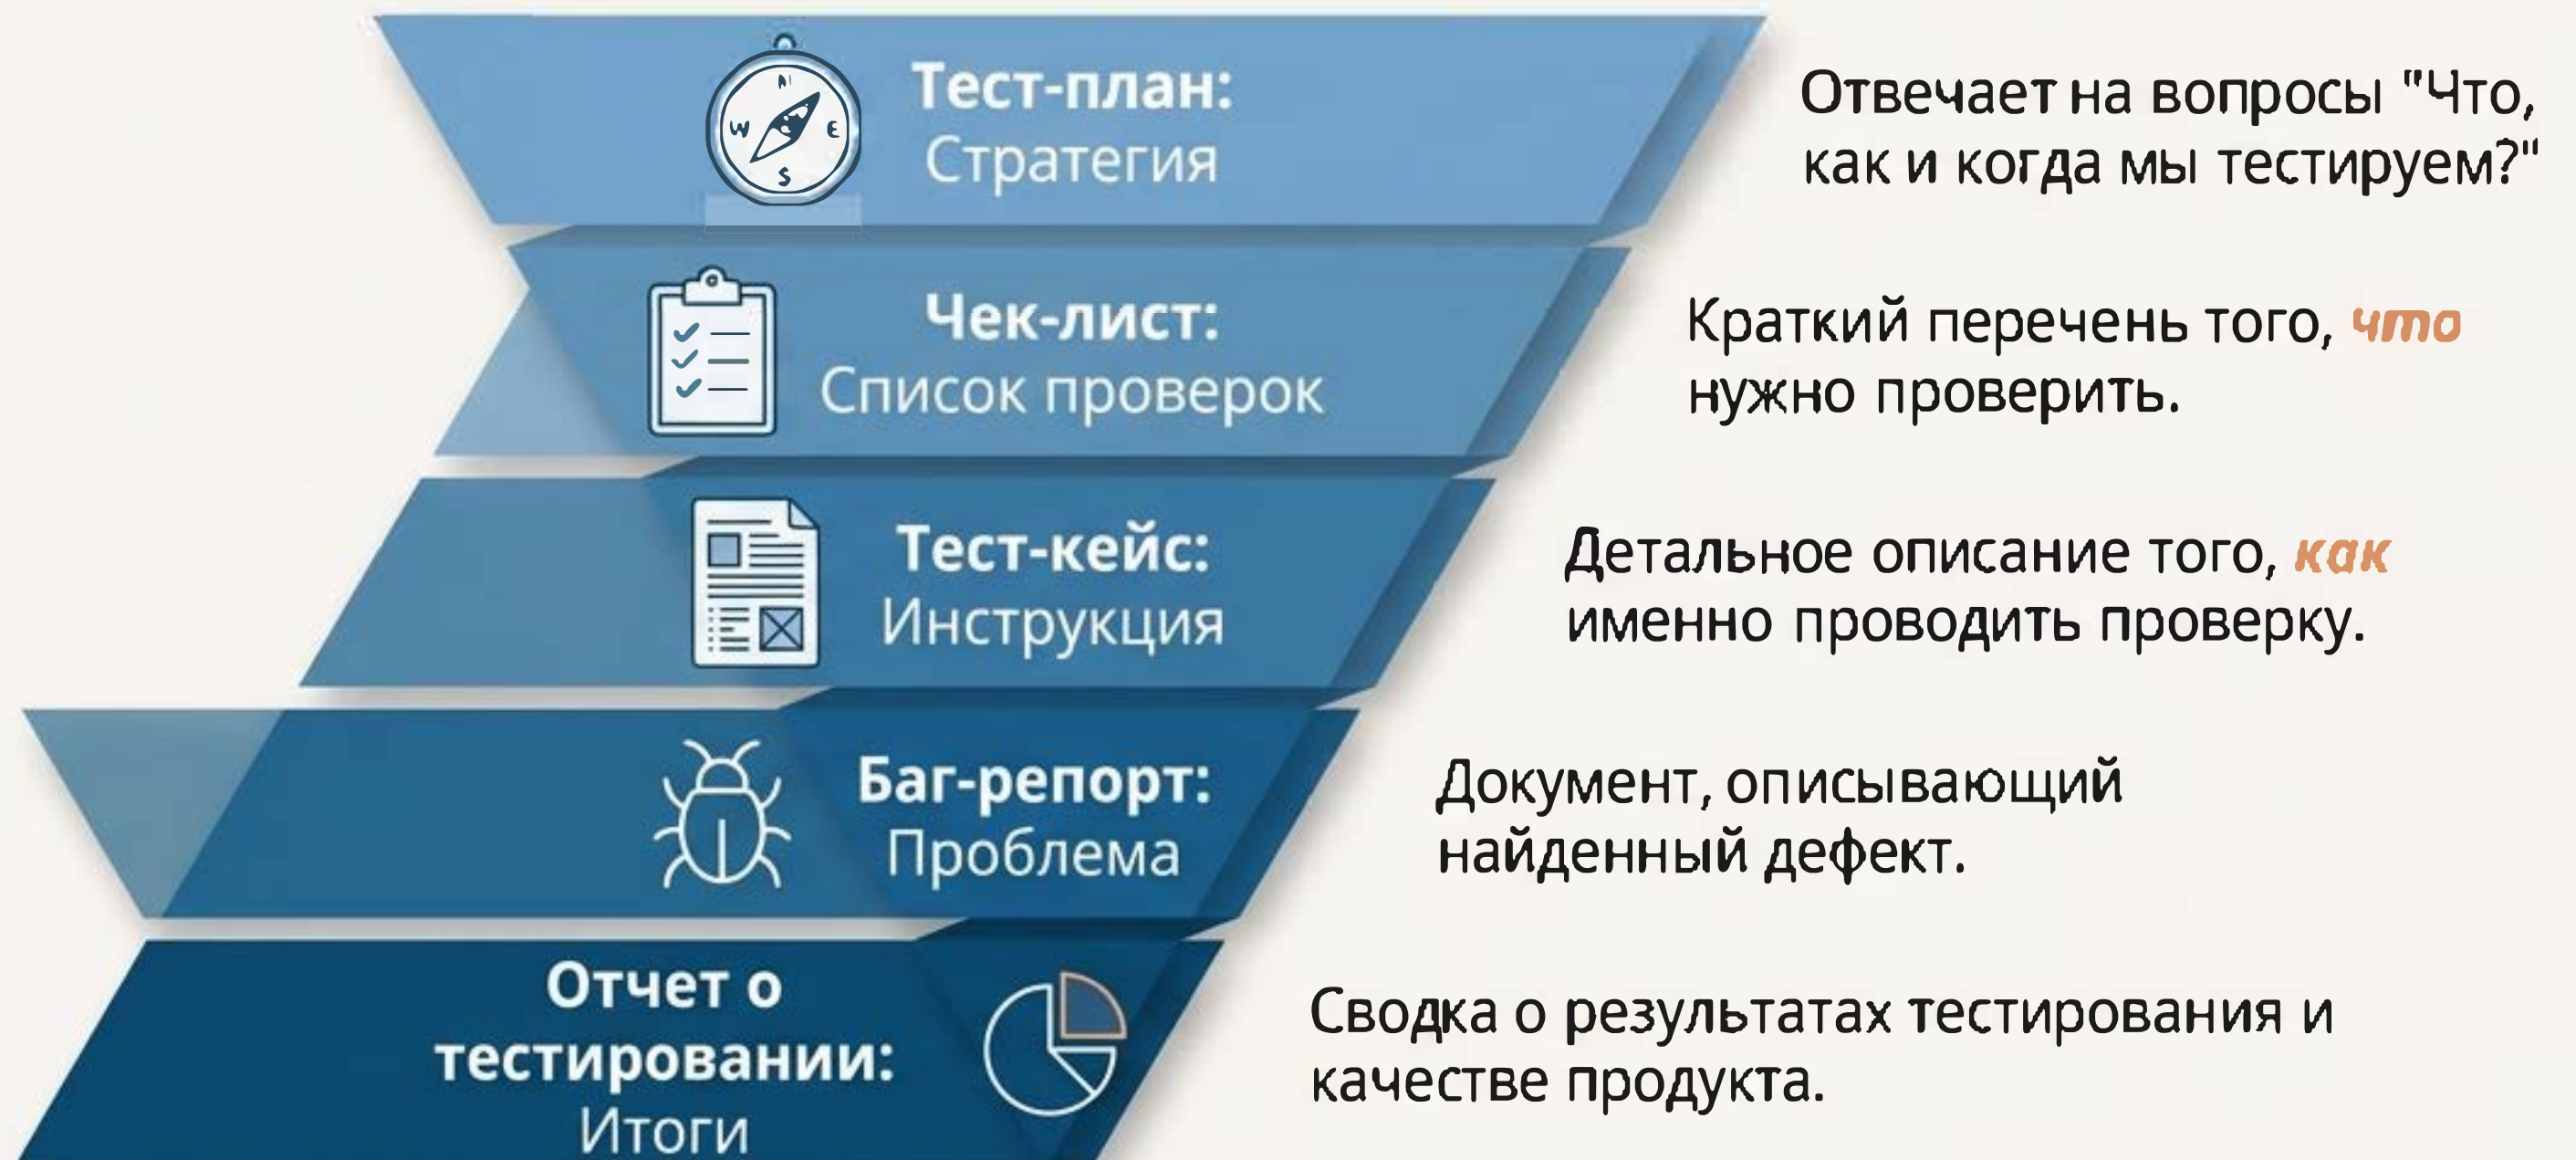 Тест-план:
Стратегия
Отвечает на вопросы "Что,
как и когда мы тестируем?"
N
W E
S
Чек-лист:
Список проверок
Краткий перечень того, что
нужно проверить.
Тест-кейс:
Инструкция
Детальное описание того, как
именно проводить проверку.
Баг-репорт:
Проблема
Документ, описывающий
найденный дефект.
Отчет о
тестировании:
Итоги
Сводка о результатах тестирования и
качестве продукта.